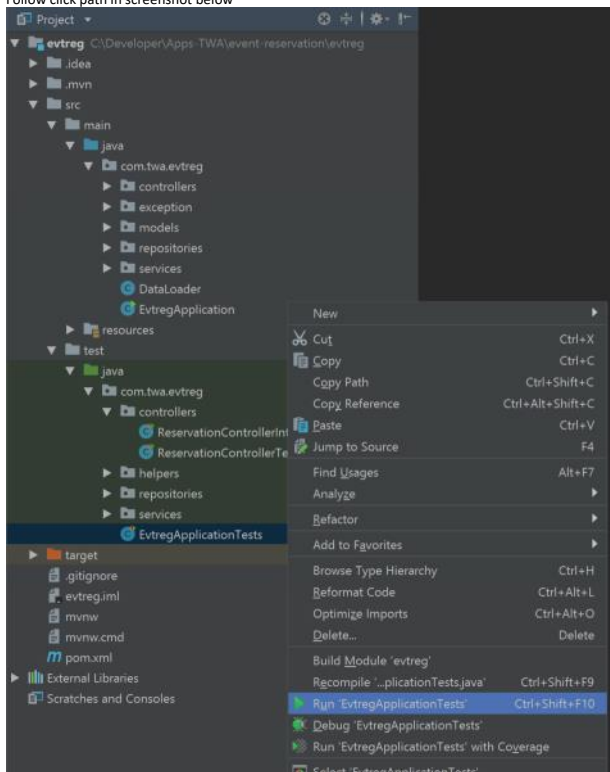 Follow click path in screenshot below
Project
evtreg C:\Developer\Apps-TWA\event-reservation\evtreg
.idea
.mvn
src
main
java
com.twa.evtreg
controllers
exception
models
repositories
services
DataLoader
EvtregApplication
resources
test
java
com.twa.evtreg
controllers
ReservationControllerInt
ReservationControllerTe
helpers
repositories
services
EvtregApplicationTests
target
.gitignore
evtreg.iml
mvnw
mvnw.cmd
pom.xml
External Libraries
Scratches and Consoles
New
Cut Ctrl+X
Copy Ctrl+C
Copy Path Ctrl+Shift+C
Copy Reference Ctrl+Alt+Shift+C
Paste Ctrl+V
Jump to Source F4
Find Usages Alt+F7
Analyze
Refactor
Add to Favorites
Browse Type Hierarchy Ctrl+H
Reformat Code Ctrl+Alt+L
Optimize Imports Ctrl+Alt+O
Delete... Delete
Build Module 'evtreg'
Recompile '...plicationTests.java' Ctrl+Shift+F9
Run 'EvtregApplicationTests' Ctrl+Shift+F10
Debug 'EvtregApplicationTests'
Run 'EvtregApplicationTests' with Coverage
Select 'EvtregApplicationTests'